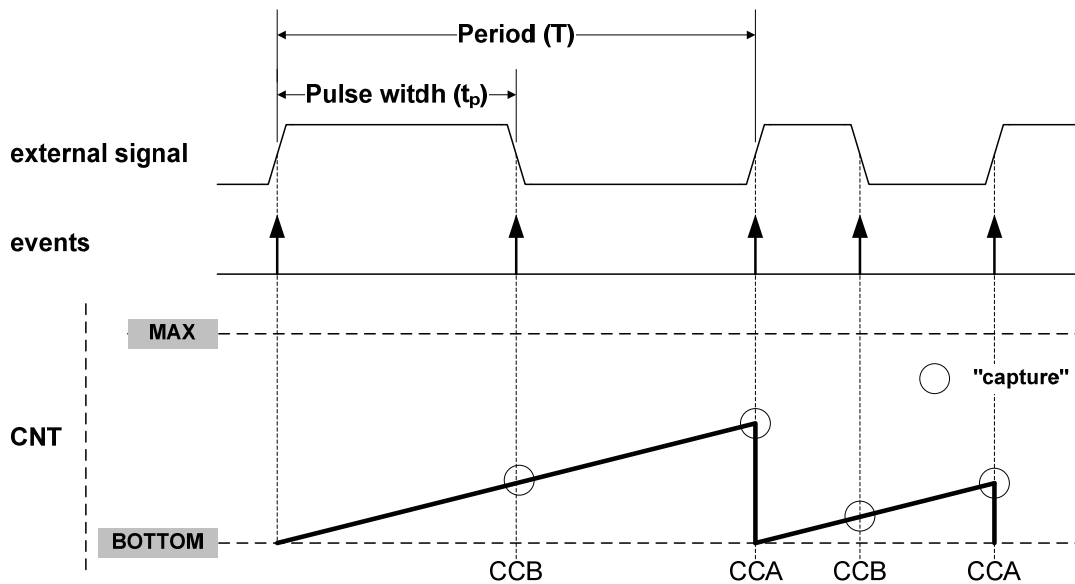 Period (T)
Pulse witdh (tp)
external signal
events
MAX
"capture"
CNT
BOTTOM
CCB CCA CCB CCA